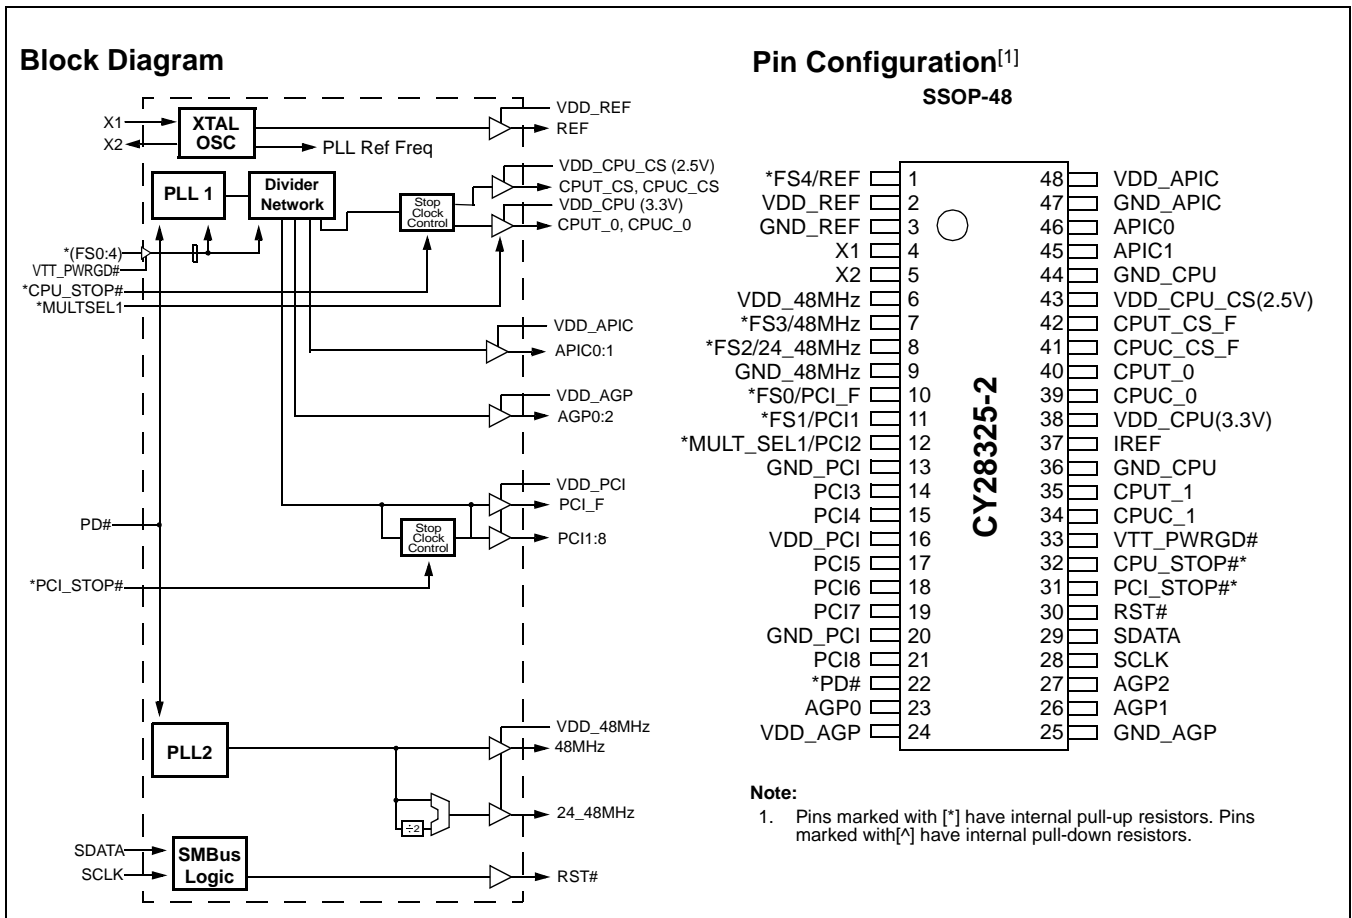 Block Diagram
X1
X2
XTAL
OSC
PLL Ref Freq
VDD_REF
REF
PLL 1
Divider
Network
Stop
Clock
Control
VDD_CPU_CS (2.5V)
CPUT_CS, CPUC_CS
VDD_CPU (3.3V)
CPUT_0, CPUC_0
*(FS0:4)
VTT_PWRGD#
*CPU_STOP#
*MULTSEL1
VDD_APIC
APIC0:1
VDD_AGP
AGP0:2
VDD_PCI
PCI_F
Stop
Clock
Control
PCI1:8
PD#
*PCI_STOP#
PLL2
VDD_48MHz
48MHz
÷2
24_48MHz
SDATA
SCLK
SMBus
Logic
RST#
Pin Configuration[1]
SSOP-48
CY28325-2
*FS4/REF 1 48 VDD_APIC
VDD_REF 2 47 GND_APIC
GND_REF 3 46 APIC0
X1 4 45 APIC1
X2 5 44 GND_CPU
VDD_48MHz 6 43 VDD_CPU_CS(2.5V)
*FS3/48MHz 7 42 CPUT_CS_F
*FS2/24_48MHz 8 41 CPUC_CS_F
GND_48MHz 9 40 CPUT_0
*FS0/PCI_F 10 39 CPUC_0
*FS1/PCI1 11 38 VDD_CPU(3.3V)
*MULT_SEL1/PCI2 12 37 IREF
GND_PCI 13 36 GND_CPU
PCI3 14 35 CPUT_1
PCI4 15 34 CPUC_1
VDD_PCI 16 33 VTT_PWRGD#
PCI5 17 32 CPU_STOP#*
PCI6 18 31 PCI_STOP#*
PCI7 19 30 RST#
GND_PCI 20 29 SDATA
PCI8 21 28 SCLK
*PD# 22 27 AGP2
AGP0 23 26 AGP1
VDD_AGP 24 25 GND_AGP
Note:
1. Pins marked with [*] have internal pull-up resistors. Pins
marked with[^] have internal pull-down resistors.